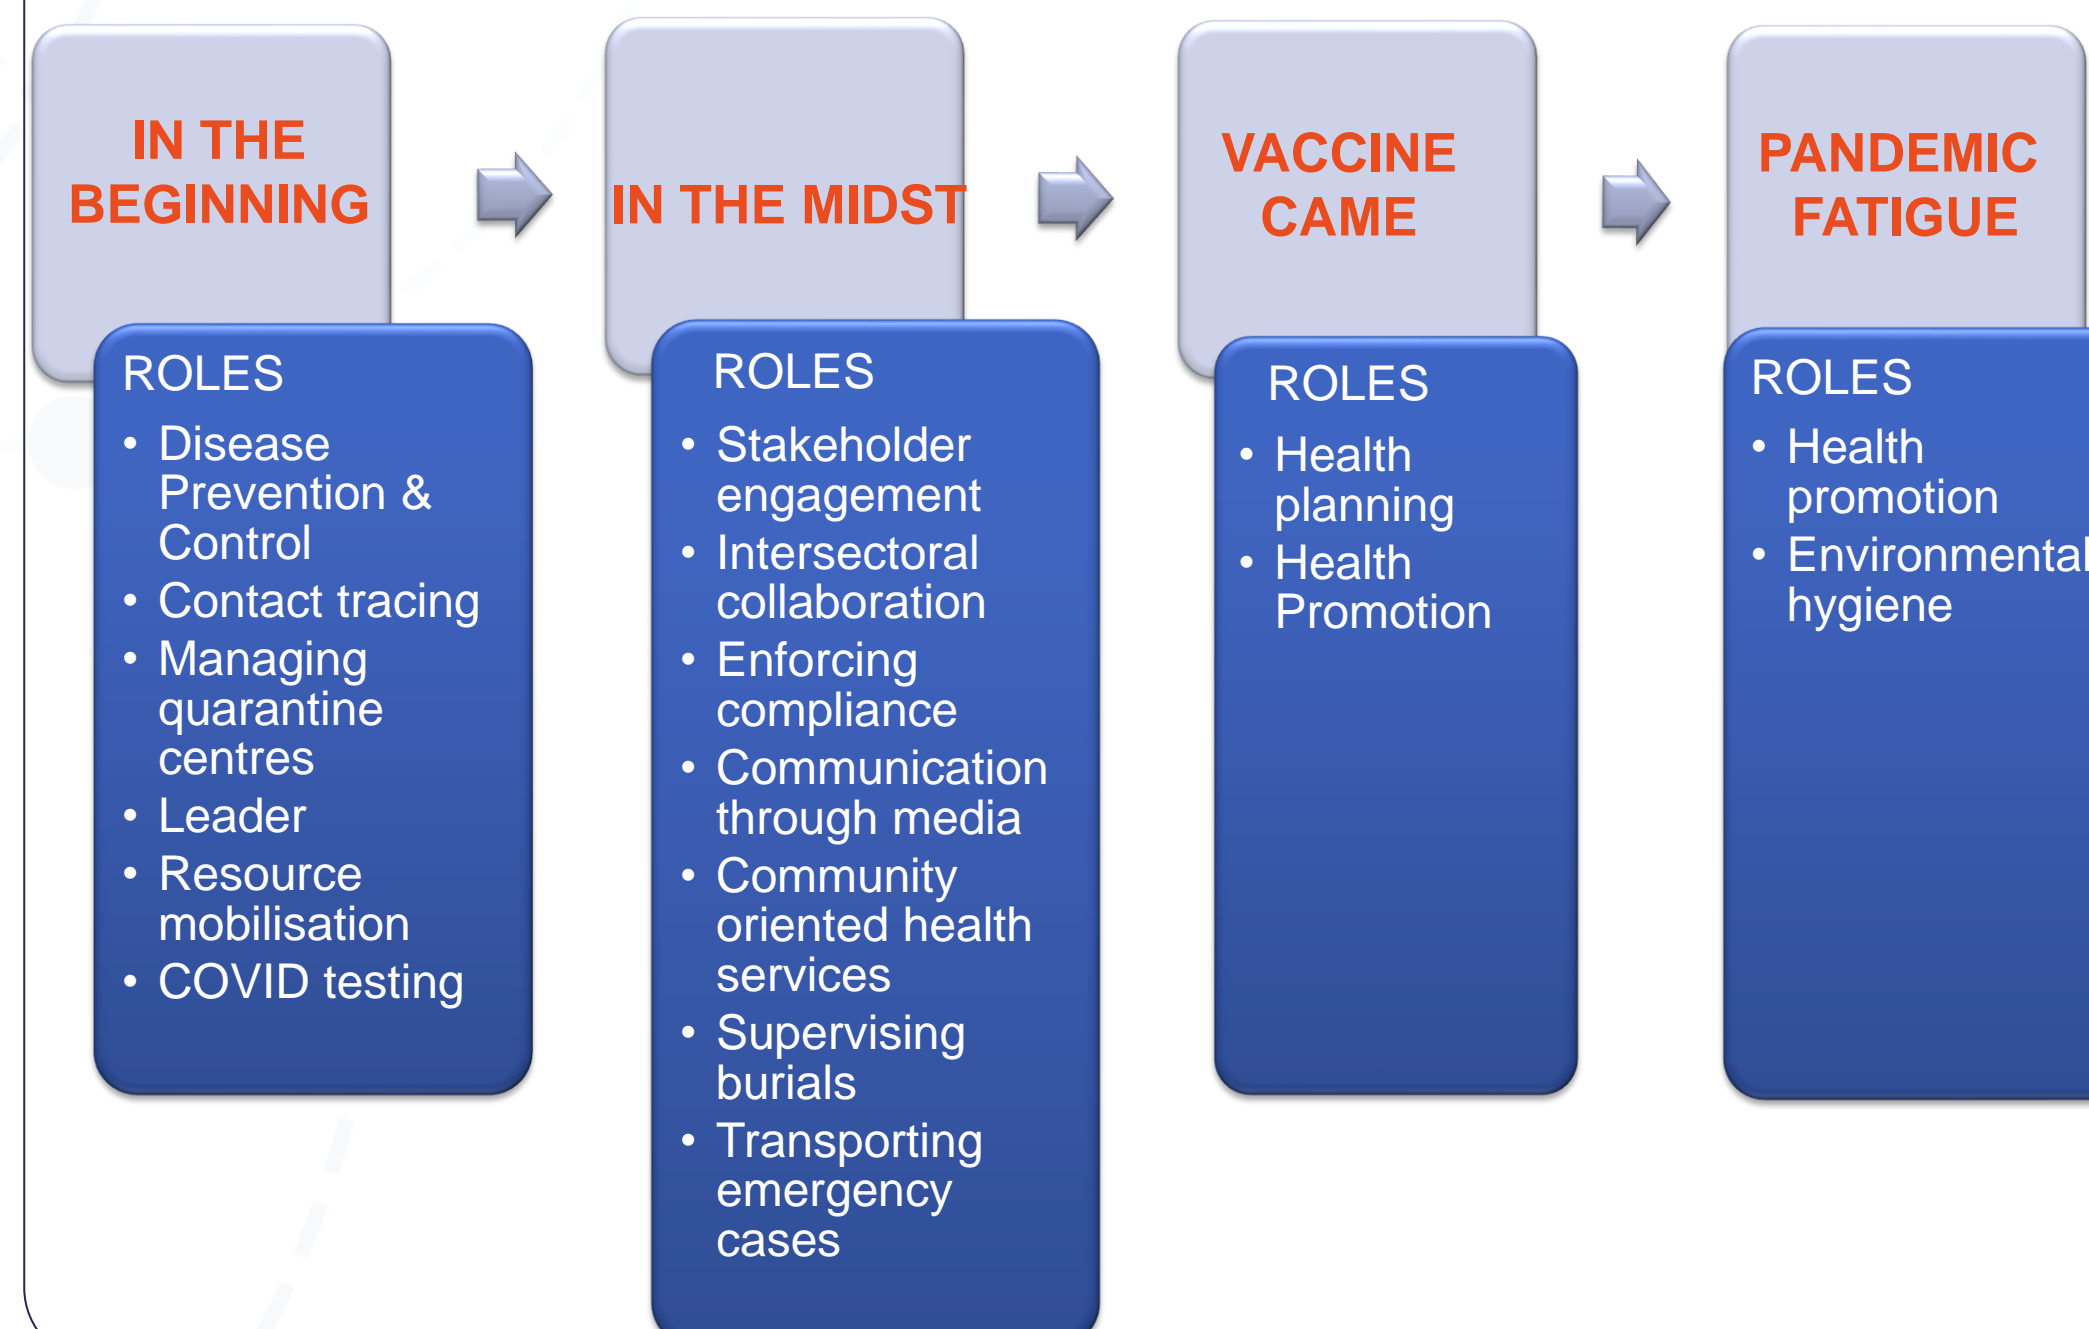 IN THE
BEGINNING
ROLES
• Disease
Prevention &
Control
• Contact tracing
• Managing
quarantine
centres
• Leader
• Resource
mobilisation
• COVID testing
IN THE MIDST
ROLES
• Stakeholder
engagement
• Intersectoral
collaboration
• Enforcing
compliance
• Communication
through media
• Community
oriented health
services
• Supervising
burials
• Transporting
emergency
cases
VACCINE
CAME
ROLES
• Health
planning
• Health
Promotion
PANDEMIC
FATIGUE
ROLES
• Health
promotion
• Environmental
hygiene